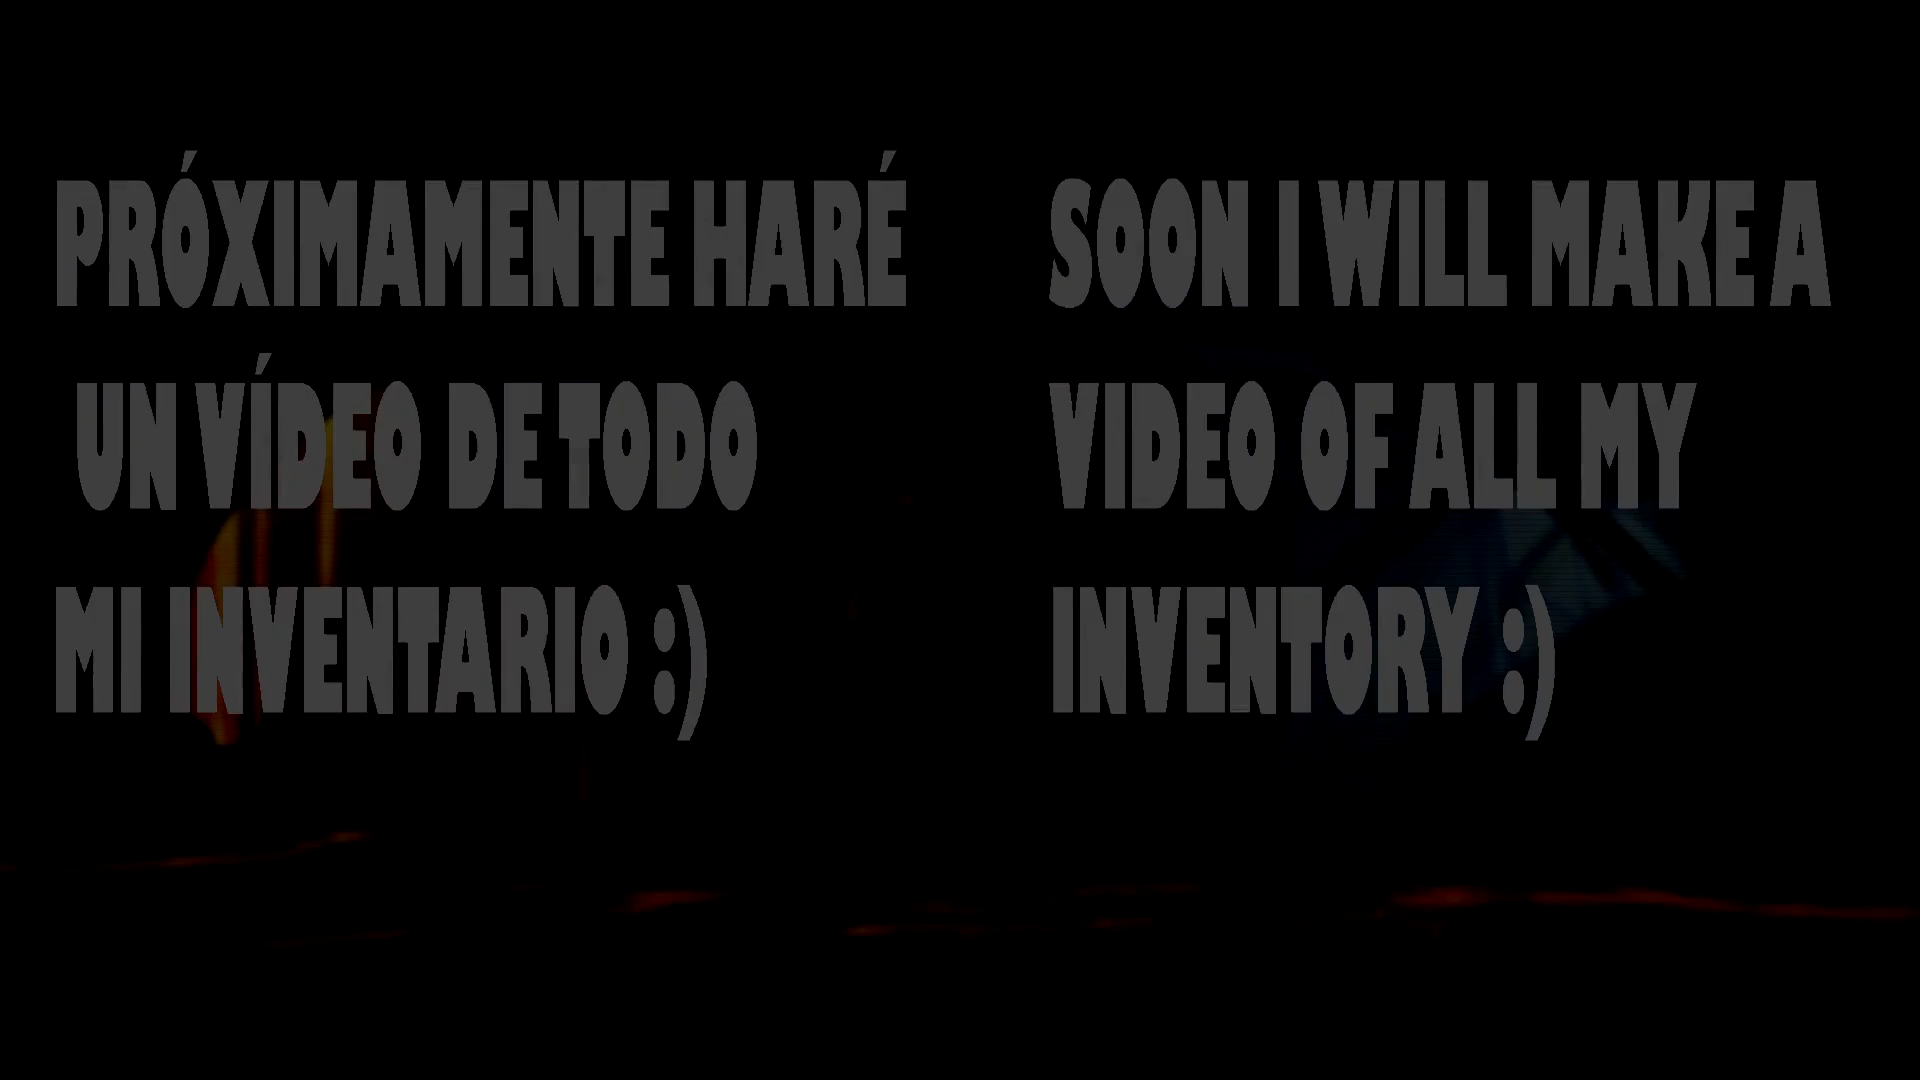 PRÓXIMAMENTE HARÉ
UN VÍDEO DE TODO
MI INVENTARIO :)
SOON I WILL MAKE A
VIDEO OF ALL MY
INVENTORY :)